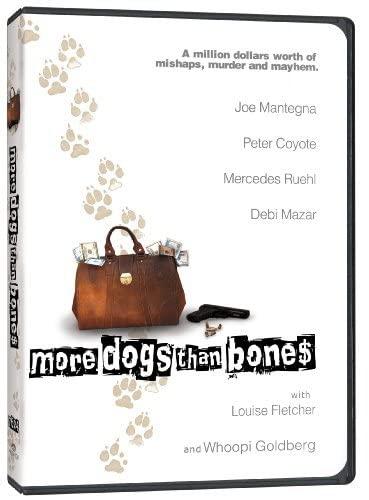 A million dollars worth of
mishaps, murder and mayhem.
Joe Mantegna
Peter Coyote
Mercedes Ruehl
Debi Mazar
more dogs than bone$
with
Louise Fletcher
and Whoopi Goldberg
more dogs than bone$